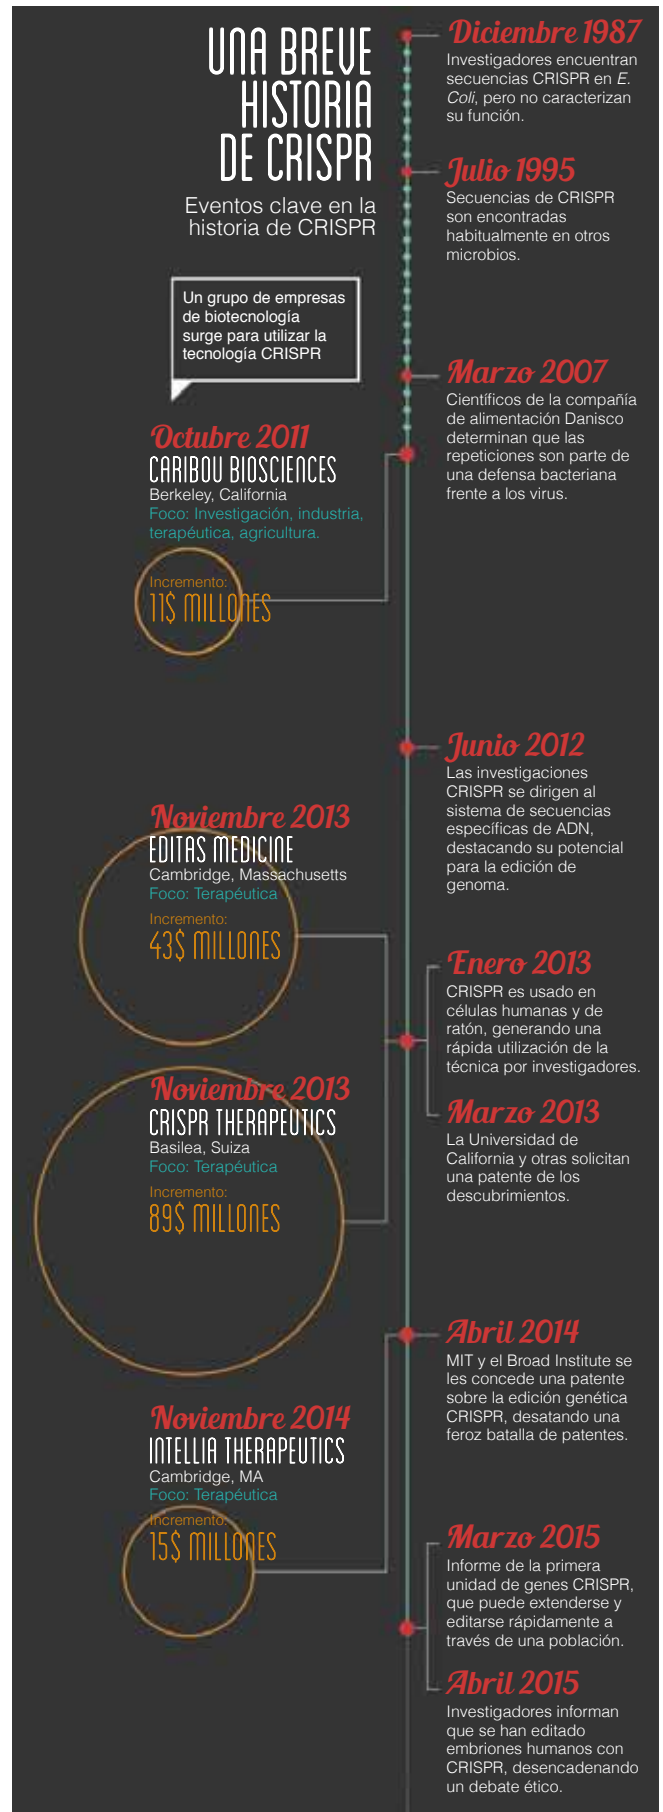 UNA BREVE
HISTORIA
DE CRISPR
Eventos clave en la
historia de CRISPR
Diciembre 1987
Investigadores encuentran
secuencias CRISPR en E.
Coli, pero no caracterizan
su función.
Julio 1995
Secuencias de CRISPR
son encontradas
habitualmente en otros
microbios.
Un grupo de empresas
de biotecnología
surge para utilizar la
tecnología CRISPR
Marzo 2007
Científicos de la compañía
de alimentación Danisco
determinan que las
repeticiones son parte de
una defensa bacteriana
frente a los virus.
Octubre 2011
CARIBOU BIOSCIENCES
Berkeley, California
Foco: Investigación, industria,
terapéutica, agricultura.
Incremento:
11$ MILLONES
Junio 2012
Las investigaciones
CRISPR se dirigen al
sistema de secuencias
específicas de ADN,
destacando su potencial
para la edición de
genoma.
Noviembre 2013
EDITAS MEDICINE
Cambridge, Massachusetts
Foco: Terapéutica
Incremento:
43$ MILLONES
Enero 2013
CRISPR es usado en
células humanas y de
ratón, generando una
rápida utilización de la
técnica por investigadores.
Marzo 2013
La Universidad de
California y otras solicitan
una patente de los
descubrimientos.
Noviembre 2013
CRISPR THERAPEUTICS
Basilea, Suiza
Foco: Terapéutica
Incremento:
89$ MILLONES
Abril 2014
MIT y el Broad Institute se
les concede una patente
sobre la edición genética
CRISPR, desatando una
feroz batalla de patentes.
Noviembre 2014
INTELLIA THERAPEUTICS
Cambridge, MA
Foco: Terapéutica
Incremento:
15$ MILLONES
Marzo 2015
Informe de la primera
unidad de genes CRISPR,
que puede extenderse y
editarse rápidamente a
través de una población.
Abril 2015
Investigadores informan
que se han editado
embriones humanos con
CRISPR, desencadenando
un debate ético.